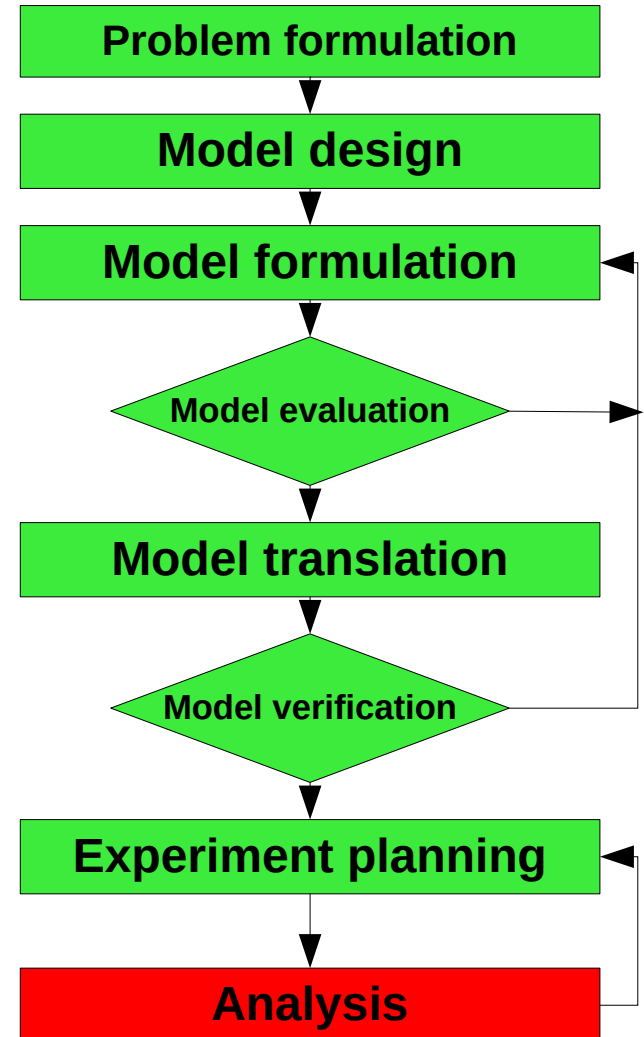 Problem formulation
Model design
Model formulation
Model evaluation
Model translation
Model verification
Experiment planning
Analysis